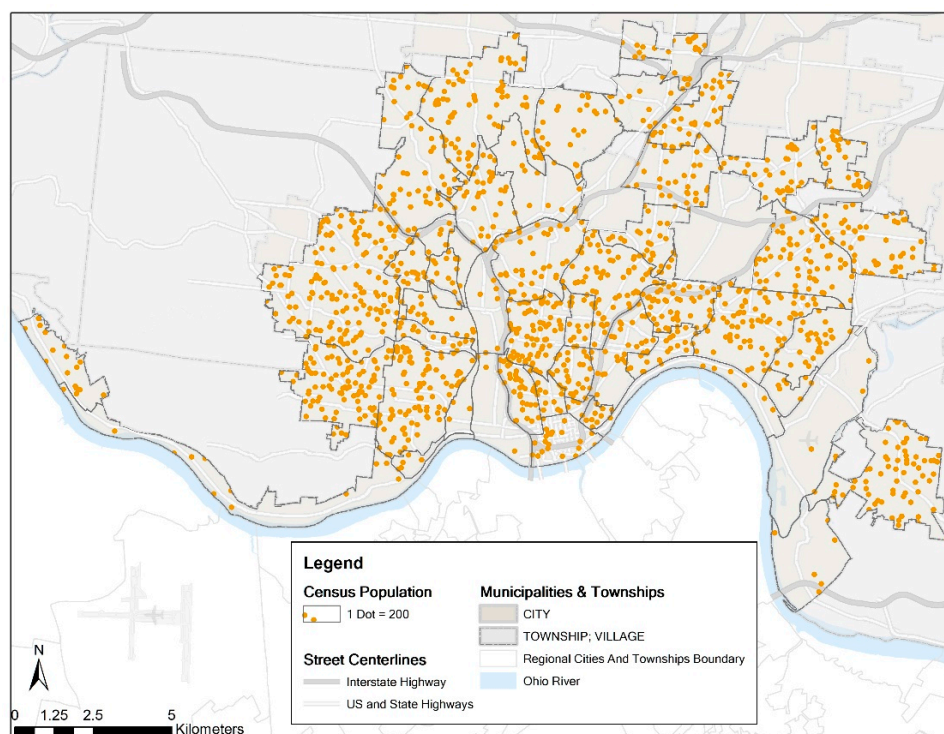 Legend
Census Population
1 Dot = 200
Street Centerlines
Interstate Highway
US and State Highways
Municipalities & Townships
CITY
TOWNSHIP; VILLAGE
Regional Cities And Townships Boundary
Ohio River
N
0 1.25 2.5 5
Kilometers